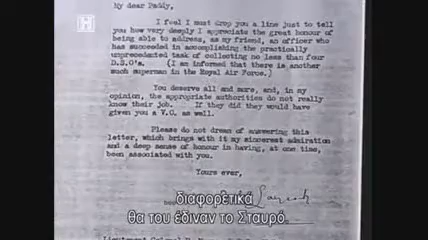 H
My dear Paddy,
I feel I must drop you a line just to tell
you how very deeply I appreciate the great honour of
being able to address, as my friend, an officer who
has succeeded in accomplishing the practically
unprecedented task of collecting no less than four
D.S.O's. (I am informed that there is another
such superman in the Royal Air Force.)
You deserve all and more, and, in my
opinion, the appropriate authorities do not really
know their job. If they did they would have
given you a V.C. as well.
Please do not dream of answering this
letter, which brings with it my sincerest admiration
and a deep sense of honour in having, at one time,
been associated with you.
Yours ever,
διαφορετικά
θα του έδιναν το Σταυρό.
Lieutenant Colonel